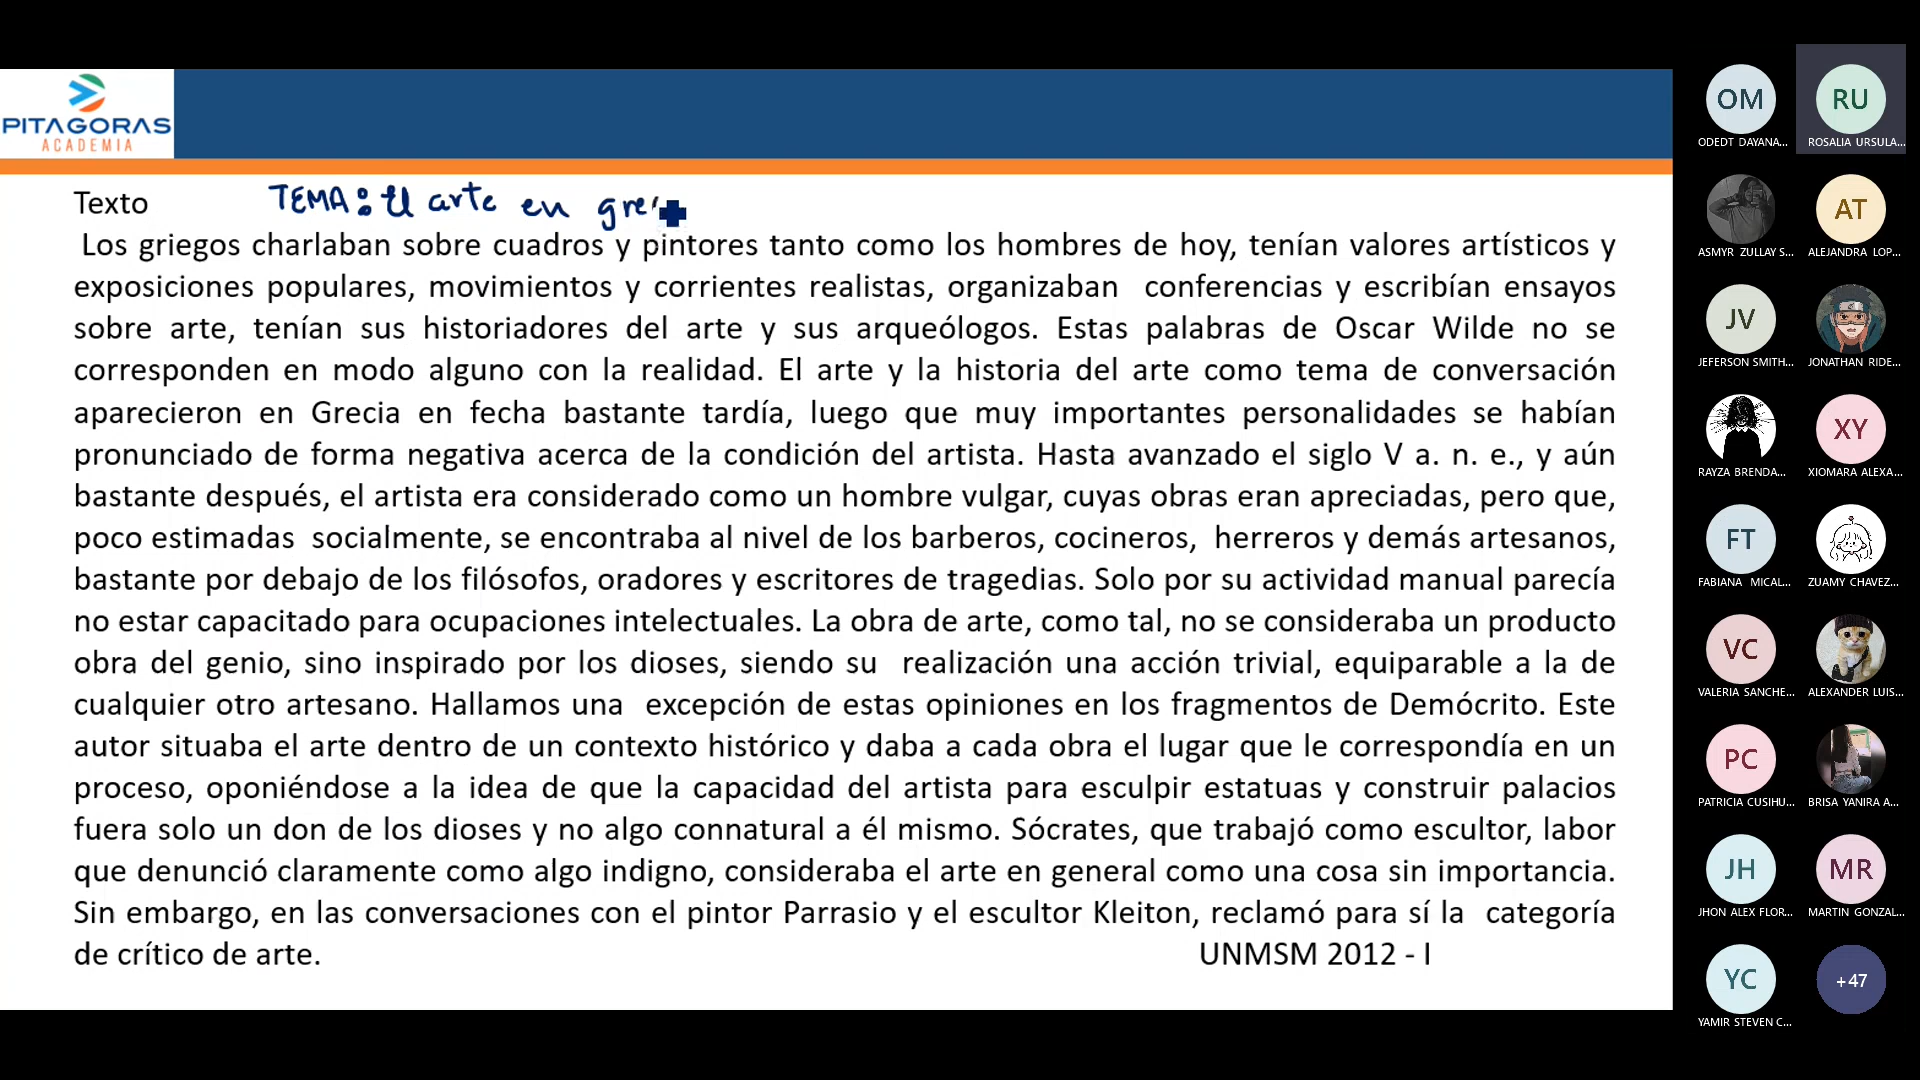 PITAGORAS
ACADEMIA
Texto
TEMA: El arte en gre
Los griegos charlaban sobre cuadros y pintores tanto como los hombres de hoy, tenían valores artísticos y
exposiciones populares, movimientos y corrientes realistas, organizaban conferencias y escribían ensayos
sobre arte, tenían sus historiadores del arte y sus arqueólogos. Estas palabras de Oscar Wilde no se
corresponden en modo alguno con la realidad. El arte y la historia del arte como tema de conversación
aparecieron en Grecia en fecha bastante tardía, luego que muy importantes personalidades se habían
pronunciado de forma negativa acerca de la condición del artista. Hasta avanzado el siglo V a. n. e., y aún
bastante después, el artista era considerado como un hombre vulgar, cuyas obras eran apreciadas, pero que,
poco estimadas socialmente, se encontraba al nivel de los barberos, cocineros, herreros y demás artesanos,
bastante por debajo de los filósofos, oradores y escritores de tragedias. Solo por su actividad manual parecía
no estar capacitado para ocupaciones intelectuales. La obra de arte, como tal, no se consideraba un producto
obra del genio, sino inspirado por los dioses, siendo su realización una acción trivial, equiparable a la de
cualquier otro artesano. Hallamos una excepción de estas opiniones en los fragmentos de Demócrito. Este
autor situaba el arte dentro de un contexto histórico y daba a cada obra el lugar que le correspondía en un
proceso, oponiéndose a la idea de que la capacidad del artista para esculpir estatuas y construir palacios
fuera solo un don de los dioses y no algo connatural a él mismo. Sócrates, que trabajó como escultor, labor
que denunció claramente como algo indigno, consideraba el arte en general como una cosa sin importancia.
Sin embargo, en las conversaciones con el pintor Parrasio y el escultor Kleiton, reclamó para sí la categoría
de crítico de arte.
UNMSM 2012 - I
OM
ODEDT DAYANA...
RU
ROSALIA URSULA...
ASMYR ZULLAY S...
AT
ALEJANDRA LOP...
JV
JEFERSON SMITH...
JONATHAN RIDE...
RAYZA BRENDA...
XY
XIOMARA ALEXA...
FT
FABIANA MICAL...
ZUAMY CHAVEZ...
VC
VALERIA SANCHE...
ALEXANDER LUIS...
PC
PATRICIA CUSIHU...
BRISA YANIRA A...
JH
JHON ALEX FLOR...
MR
MARTIN GONZAL...
YC
YAMIR STEVEN C...
+47